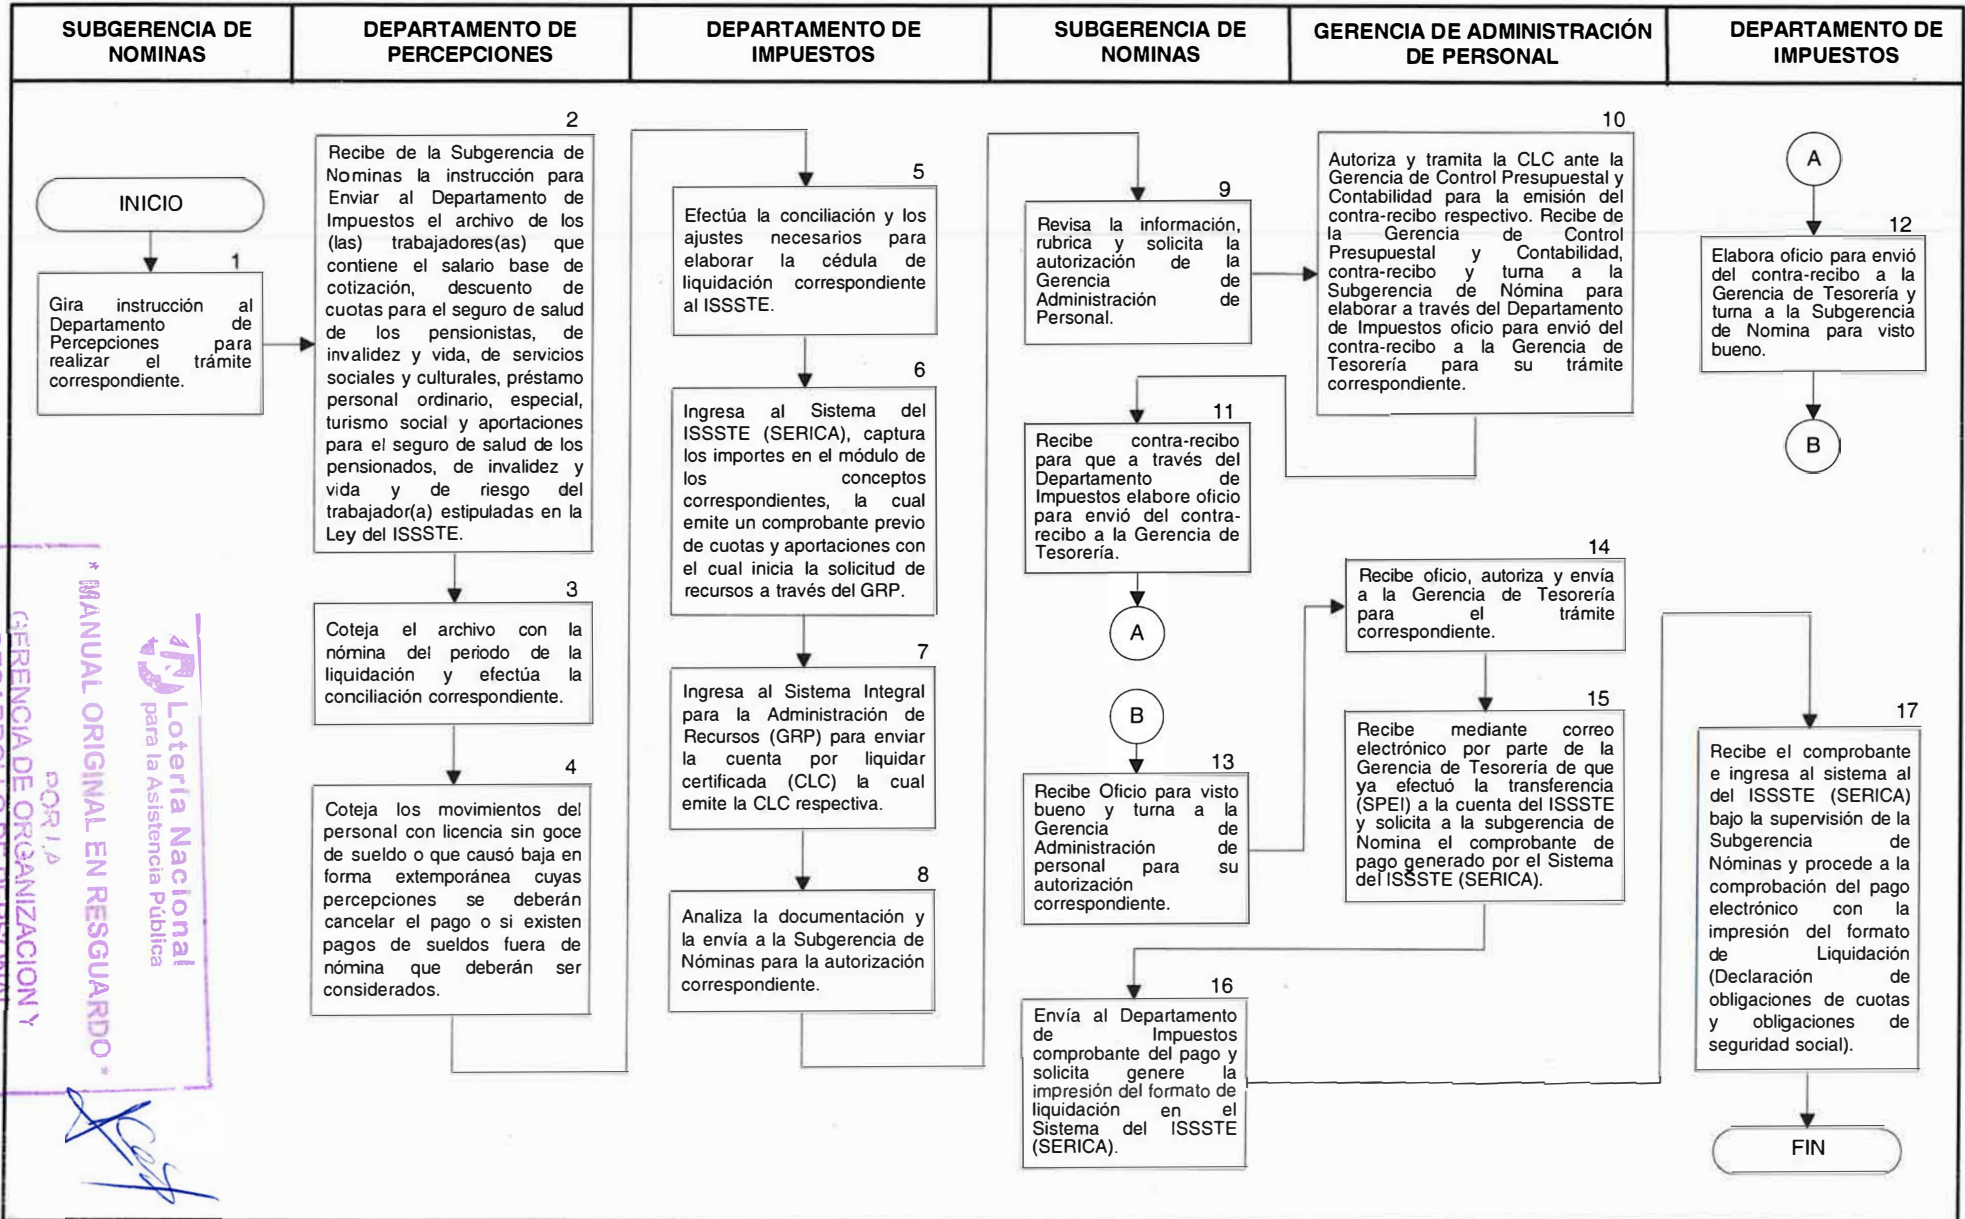 SUBGERENCIA DE
NOMINAS
DEPARTAMENTO DE
PERCEPCIONES
DEPARTAMENTO DE
IMPUESTOS
SUBGERENCIA DE
NOMINAS
GERENCIA DE ADMINISTRACIÓN
DE PERSONAL
DEPARTAMENTO DE
IMPUESTOS
INICIO
1
Gira instrucción al
Departamento de
Percepciones para
realizar el trámite
correspondiente.
2
Recibe de la Subgerencia de
Nominas la instrucción para
Enviar al Departamento de
Impuestos el archivo de los
(las) trabajadores(as) que
contiene el salario base de
cotización, descuento de
cuotas para el seguro de salud
de los pensionistas, de
invalidez y vida, de servicios
sociales y culturales, préstamo
personal ordinario, especial,
turismo social y aportaciones
para el seguro de salud de los
pensionados, de invalidez y
vida y de riesgo del
trabajador(a) estipuladas en la
Ley del ISSSTE.
3
Coteja el archivo con la
nómina del periodo de la
liquidación y efectúa la
conciliación correspondiente.
4
Coteja los movimientos del
personal con licencia sin goce
de sueldo o que causó baja en
forma extemporánea cuyas
percepciones se deberán
cancelar el pago o si existen
pagos de sueldos fuera de
nómina que deberán ser
considerados.
5
Efectúa la conciliación y los
ajustes necesarios para
elaborar la cédula de
liquidación correspondiente
al ISSSTE.
6
Ingresa al Sistema del
ISSSTE (SERICA), captura
los importes en el módulo de
los conceptos
correspondientes, la cual
emite un comprobante previo
de cuotas y aportaciones con
el cual inicia la solicitud de
recursos a través del GRP.
7
Ingresa al Sistema Integral
para la Administración de
Recursos (GRP) para enviar
la cuenta por liquidar
certificada (CLC) la cual
emite la CLC respectiva.
8
Analiza la documentación y
la envía a la Subgerencia de
Nóminas para la autorización
correspondiente.
9
Revisa la información,
rubrica y solicita la
autorización de la
Gerencia de
Administración de
Personal.
10
Autoriza y tramita la CLC ante la
Gerencia de Control Presupuestal y
Contabilidad para la emisión del
contra-recibo respectivo. Recibe de
la Gerencia de Control
Presupuestal y Contabilidad,
contra-recibo y turna a la
Subgerencia de Nómina para
elaborar a través del Departamento
de Impuestos oficio para envió del
contra-recibo a la Gerencia de
Tesorería para su trámite
correspondiente.
11
Recibe contra-recibo
para que a través del
Departamento de
Impuestos elabore oficio
para envió del contra-
recibo a la Gerencia de
Tesorería.
A
A
12
Elabora oficio para envió
del contra-recibo a la
Gerencia de Tesorería y
turna a la Subgerencia
de Nomina para visto
bueno.
B
B
13
Recibe Oficio para visto
bueno y turna a la
Gerencia de
Administración de
personal para su
autorización
correspondiente.
14
Recibe oficio, autoriza y envía
a la Gerencia de Tesorería
para el trámite
correspondiente.
15
Recibe mediante correo
electrónico por parte de la
Gerencia de Tesorería de que
ya efectuó la transferencia
(SPEI) a la cuenta del ISSSTE
y solicita a la subgerencia de
Nomina el comprobante de
pago generado por el Sistema
del ISSSTE (SERICA).
16
Envía al Departamento
de Impuestos
comprobante del pago y
solicita genere la
impresión del formato de
liquidación en el
Sistema del ISSSTE
(SERICA).
17
Recibe el comprobante
e ingresa al sistema al
del ISSSTE (SERICA)
bajo la supervisión de la
Subgerencia de
Nóminas y procede a la
comprobación del pago
electrónico con la
impresión del formato
de Liquidación
(Declaración de
obligaciones de cuotas
y obligaciones de
seguridad social).
FIN
Lotería Nacional
para la Asistencia Pública
* MANUAL ORIGINAL EN RESGUARDO *
POR LA
GERENCIA DE ORGANIZACION Y